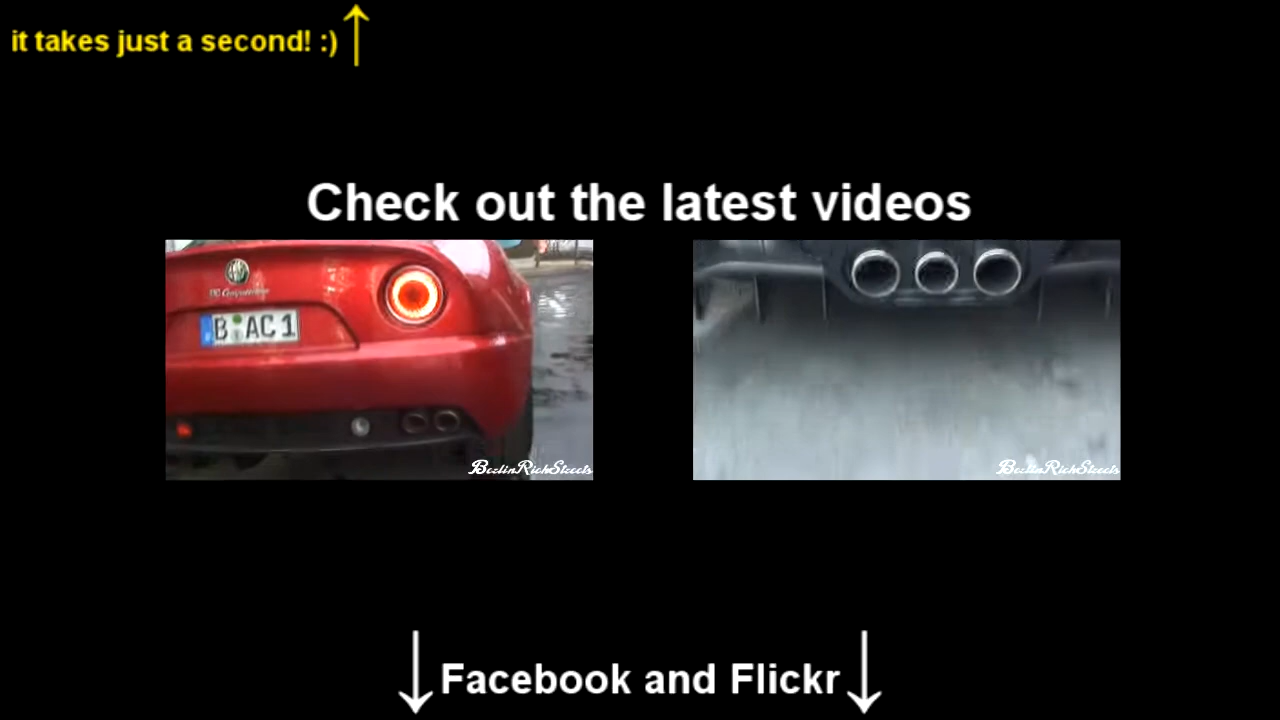 it takes just a second! :)
Check out the latest videos
B AC 1
BerlinRichStreets
BerlinRichStreets
Facebook and Flickr